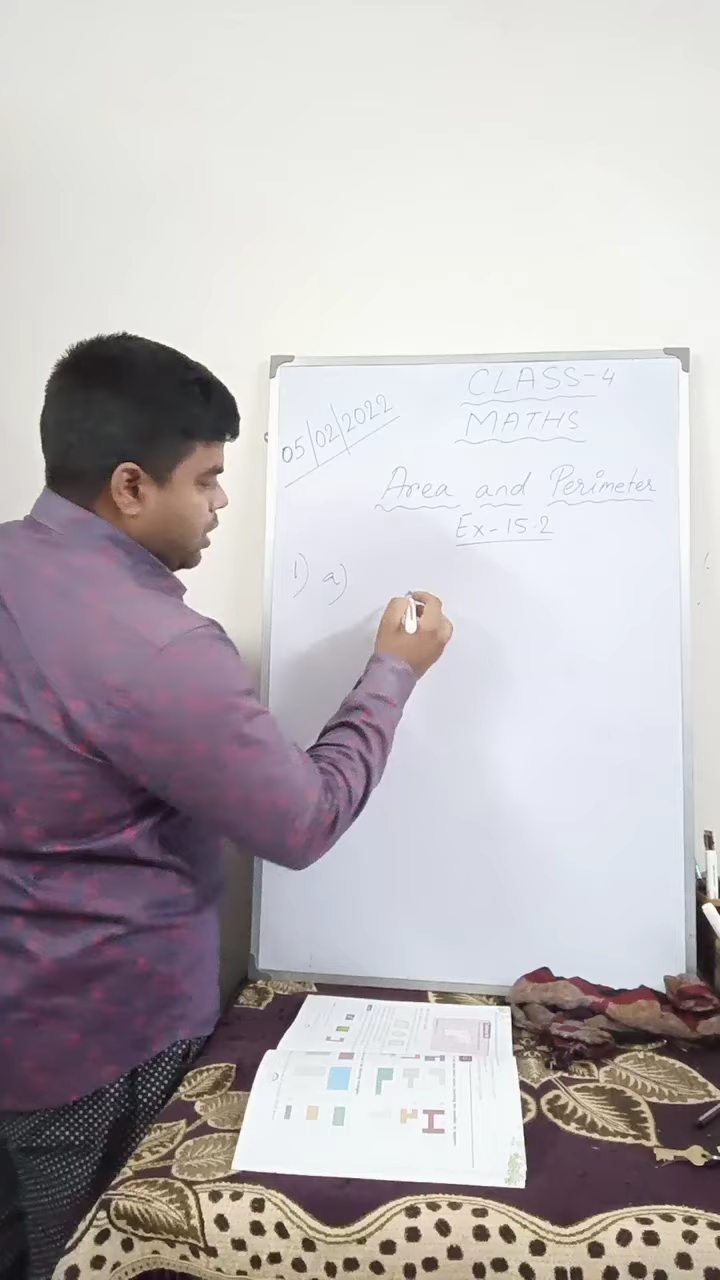 CLASS-4
05/02/2022
MATHS
Area and Perimeter
Ex-15.2
1) a)